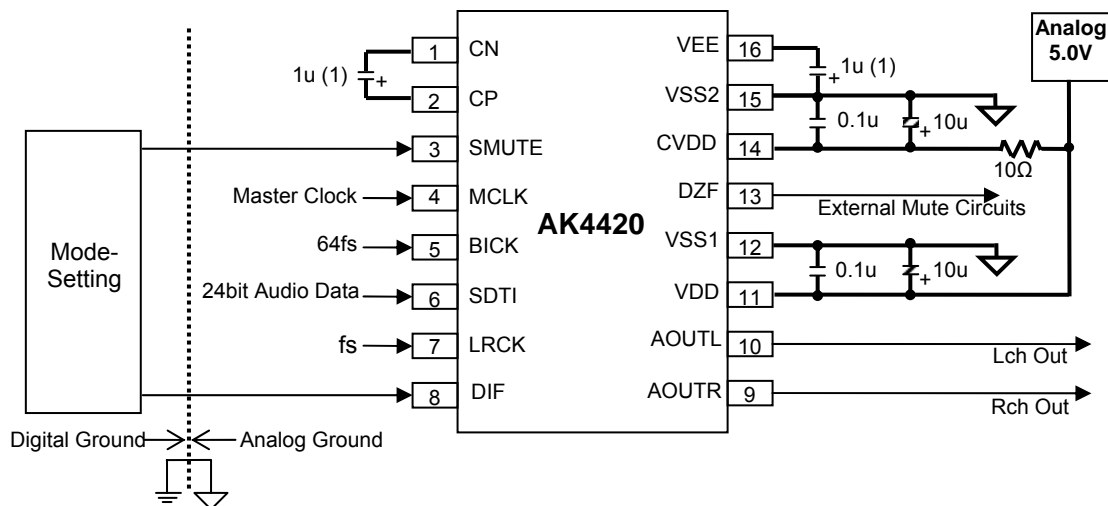 1 CN
1u (1)
+
2 CP
Mode-
Setting
3 SMUTE
Master Clock 4 MCLK
64fs 5 BICK
24bit Audio Data 6 SDTI
fs 7 LRCK
8 DIF
AK4420
VEE 16
+ 1u (1)
VSS2 15
0.1u + 10u
CVDD 14
10Ω
Analog
5.0V
DZF 13
External Mute Circuits
VSS1 12
0.1u + 10u
VDD 11
AOUTL 10
Lch Out
AOUTR 9
Rch Out
Digital Ground Analog Ground